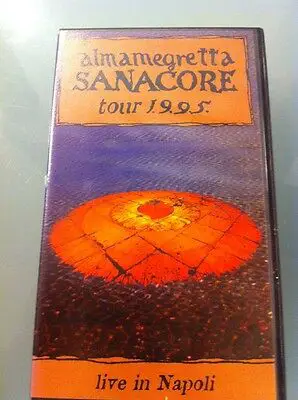 almamegretta
SANACORE
tour 1.9.9.5.
live in Napoli